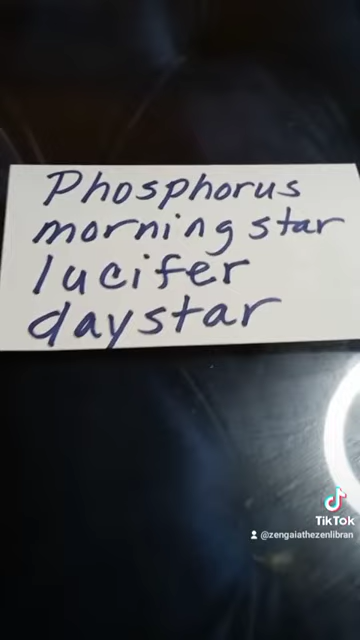 Phosphorus
morning star
lucifer
daystar
TikTok
@zengaiathezenlibran